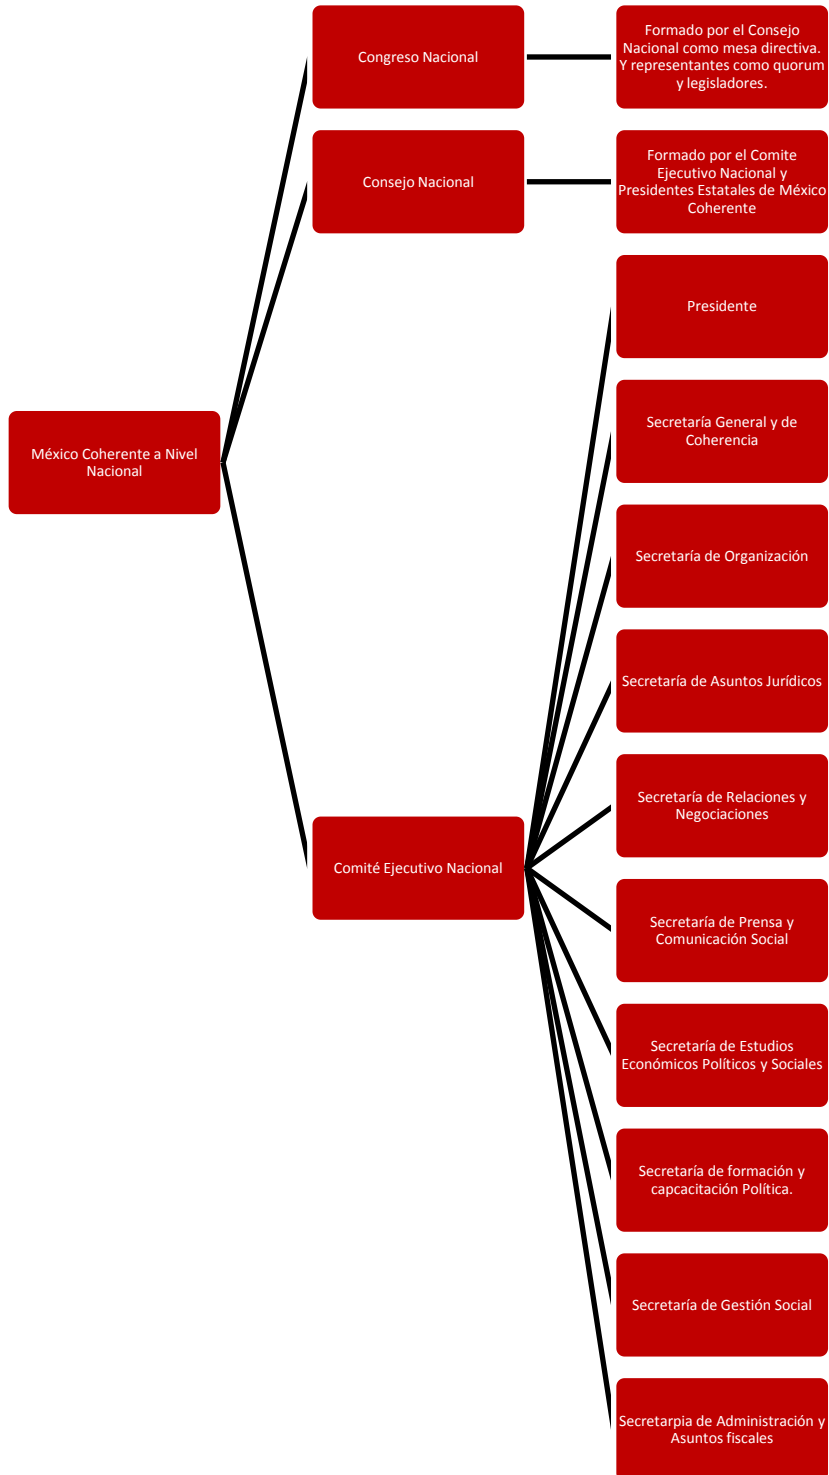 Congreso Nacional
Formado por el Consejo
Nacional como mesa directiva.
Y representantes como quorum
y legisladores.
Consejo Nacional
Formado por el Comite
Ejecutivo Nacional y
Presidentes Estatales de México
Coherente
Presidente
Secretaría General y de
Coherencia
México Coherente a Nivel
Nacional
Secretaría de Organización
Secretaría de Asuntos Jurídicos
Secretaría de Relaciones y
Negociaciones
Comité Ejecutivo Nacional
Secretaría de Prensa y
Comunicación Social
Secretaría de Estudios
Económicos Políticos y Sociales
Secretaría de formación y
capcacitación Política.
Secretaría de Gestión Social
Secretarpia de Administración y
Asuntos fiscales